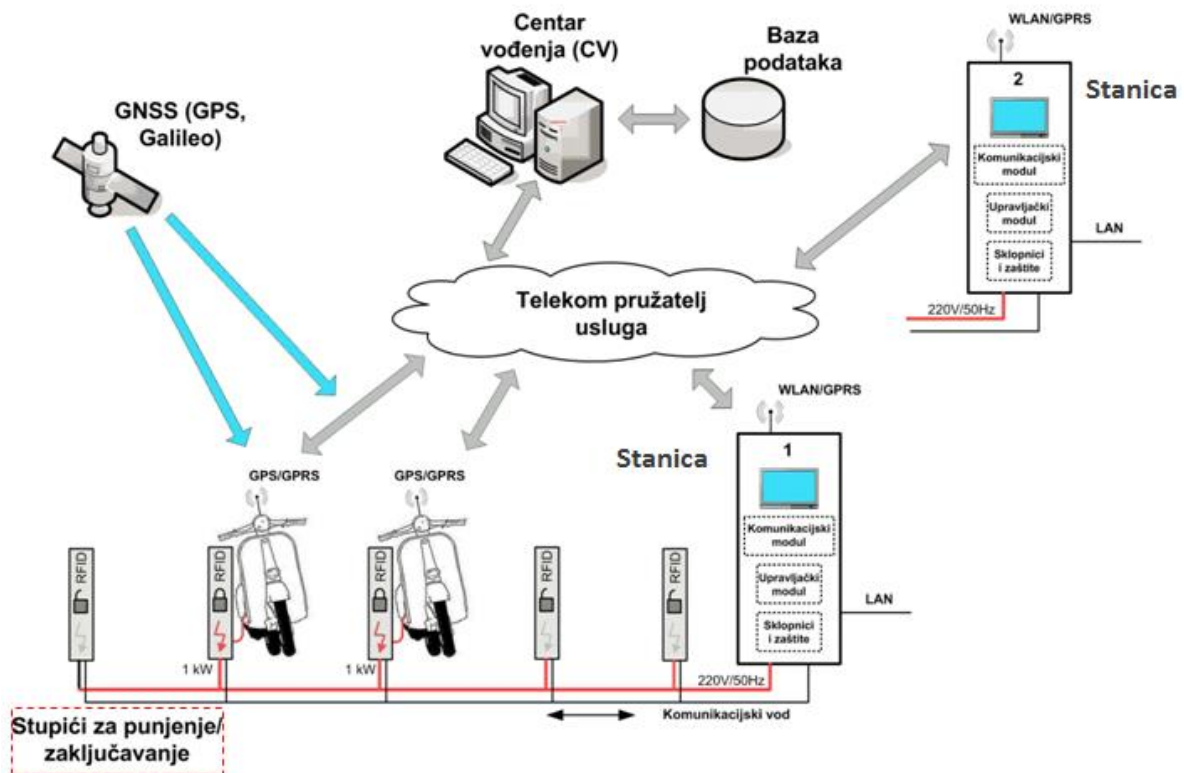 Centar
vođenja (CV)
Baza
podataka
WLAN/GPRS
2
Stanica
Komunikacijski
modul
Upravljački
modul
Sklopnici
i zaštite
LAN
220V/50Hz
GNSS (GPS,
Galileo)
Telekom pružatelj
usluga
WLAN/GPRS
Stanica
1
Komunikacijski
modul
Upravljački
modul
Sklopnici
i zaštite
LAN
220V/50Hz
GPS/GPRS
GPS/GPRS
RFID
RFID
RFID
RFID
RFID
1 kW
1 kW
Komunikacijski vod
Stupići za punjenje/
zaključavanje